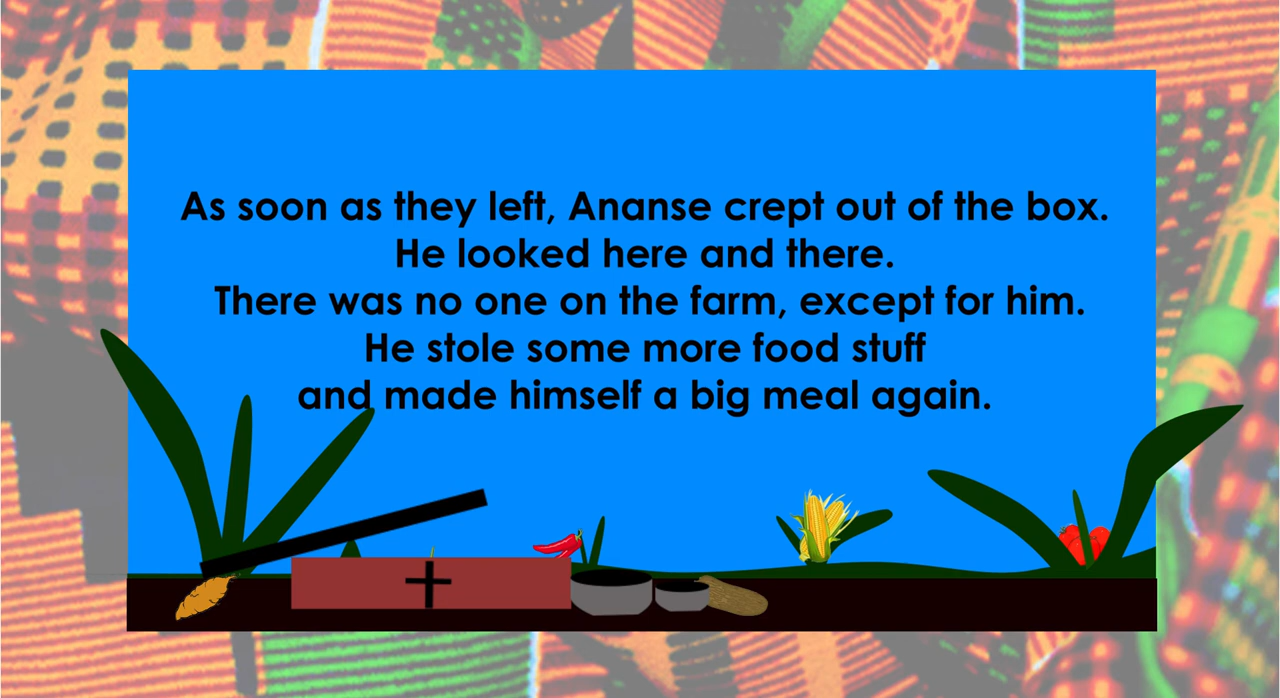 As soon as they left, Ananse crept out of the box.
He looked here and there.
There was no one on the farm, except for him.
He stole some more food stuff
and made himself a big meal again.